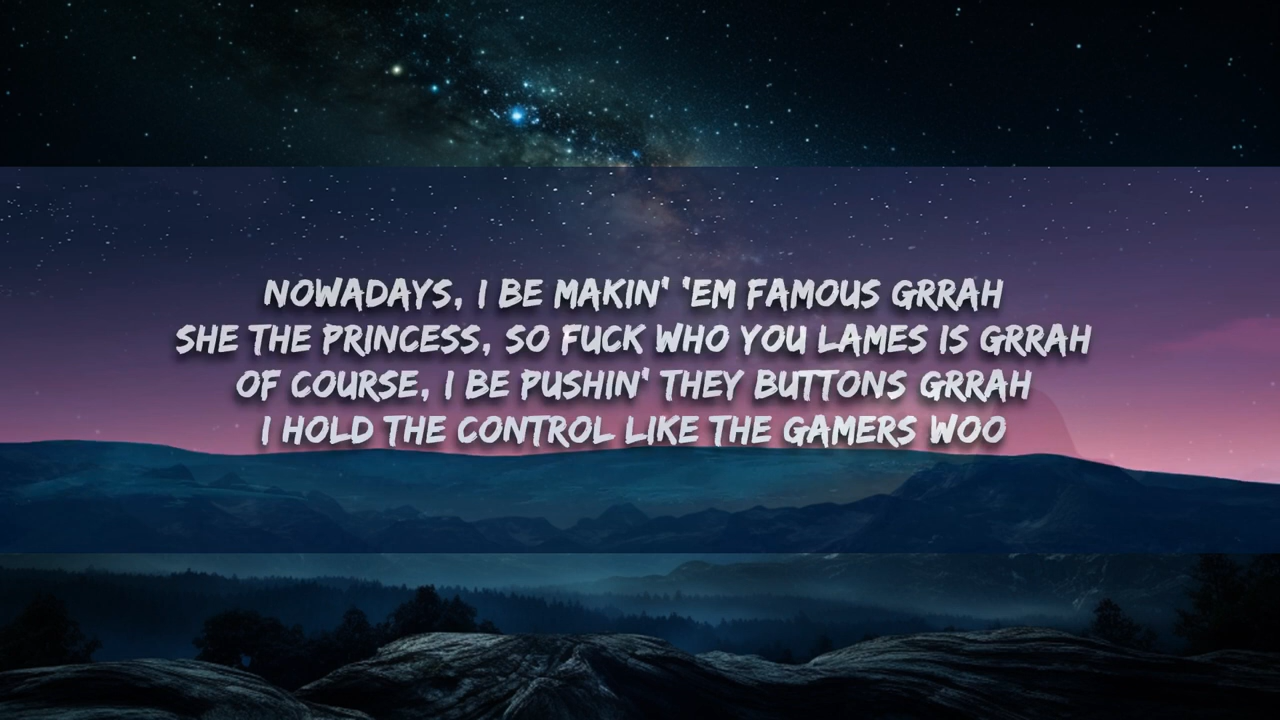 NOWADAYS, I BE MAKIN' 'EM FAMOUS GRRAH
SHE THE PRINCESS, SO FUCK WHO YOU LAMES IS GRRAH
OF COURSE, I BE PUSHIN' THEY BUTTONS GRRAH
I HOLD THE CONTROL LIKE THE GAMERS WOO